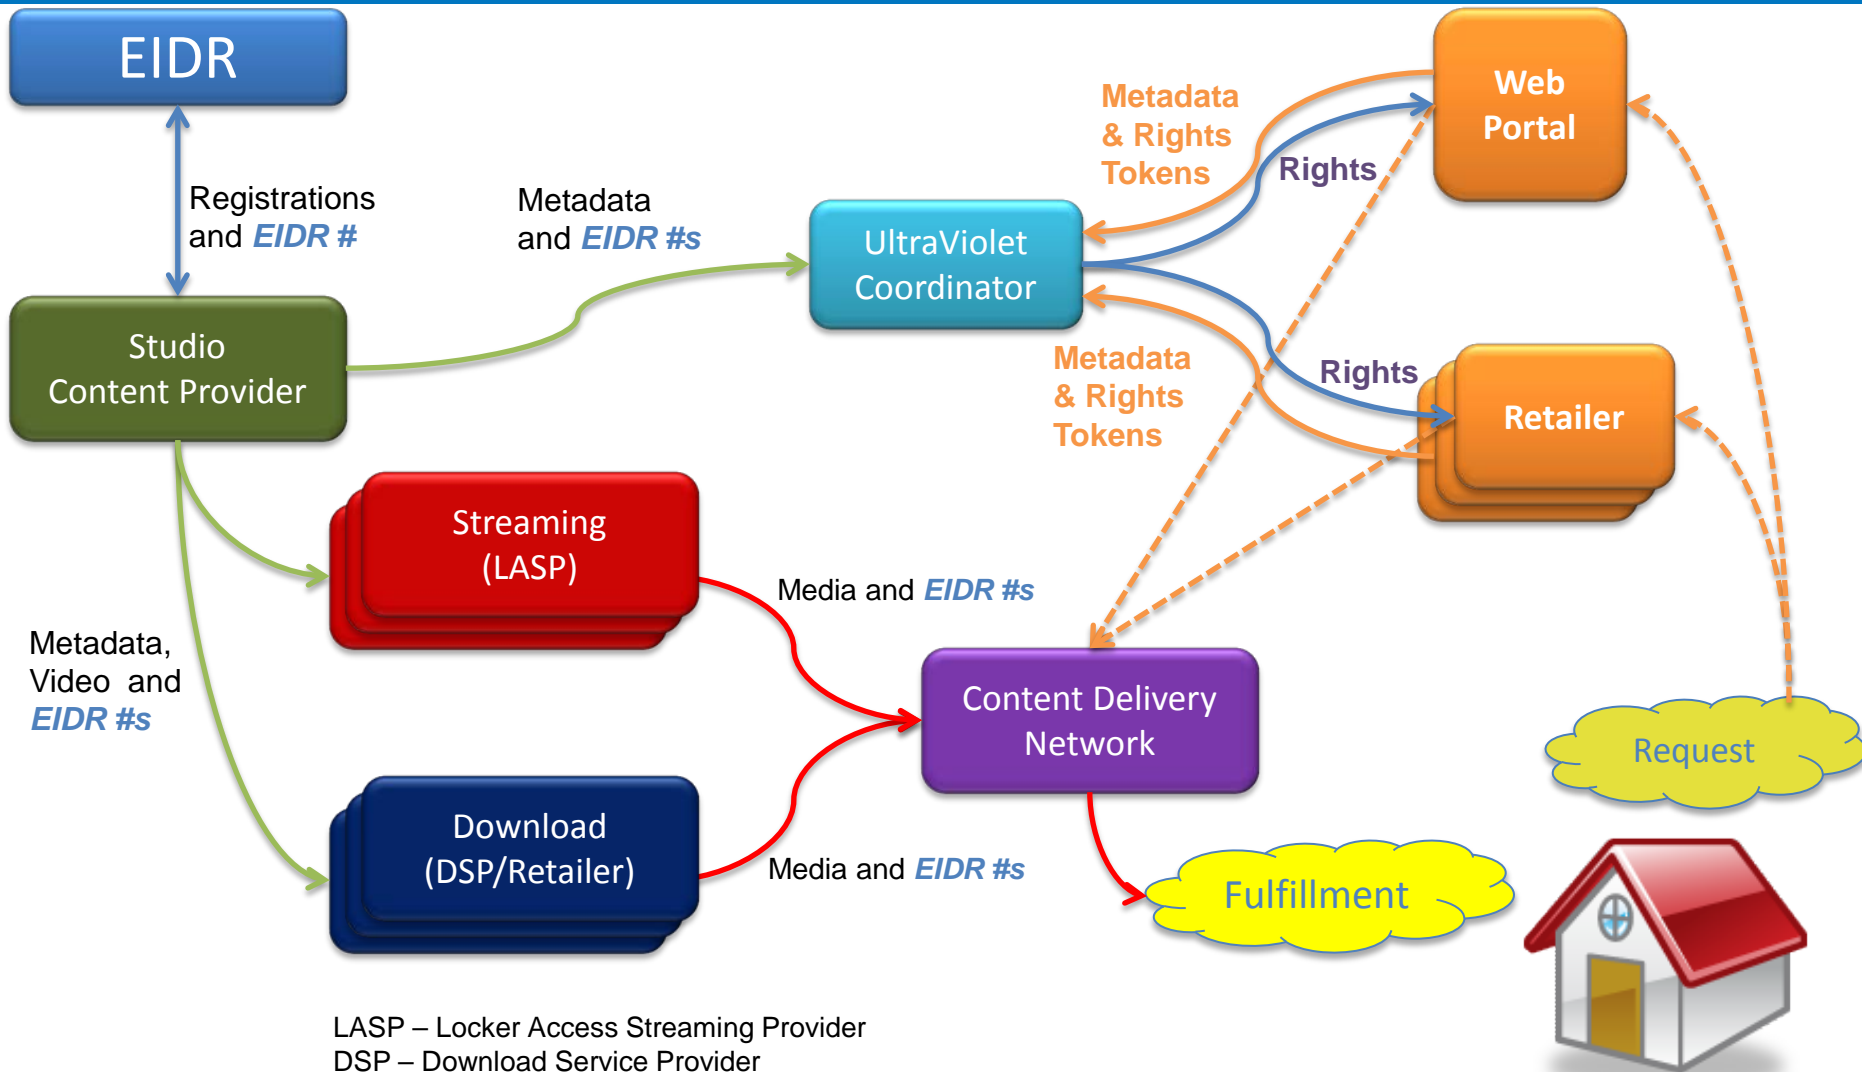 EIDR
Registrations
and EIDR #
Metadata
and EIDR #s
Studio
Content Provider
UltraViolet
Coordinator
Metadata
& Rights
Tokens
Rights
Web
Portal
Metadata
& Rights
Tokens
Rights
Retailer
Streaming
(LASP)
Media and EIDR #s
Metadata,
Video and
EIDR #s
Content Delivery
Network
Request
Download
(DSP/Retailer)
Media and EIDR #s
Fulfillment
LASP – Locker Access Streaming Provider
DSP – Download Service Provider